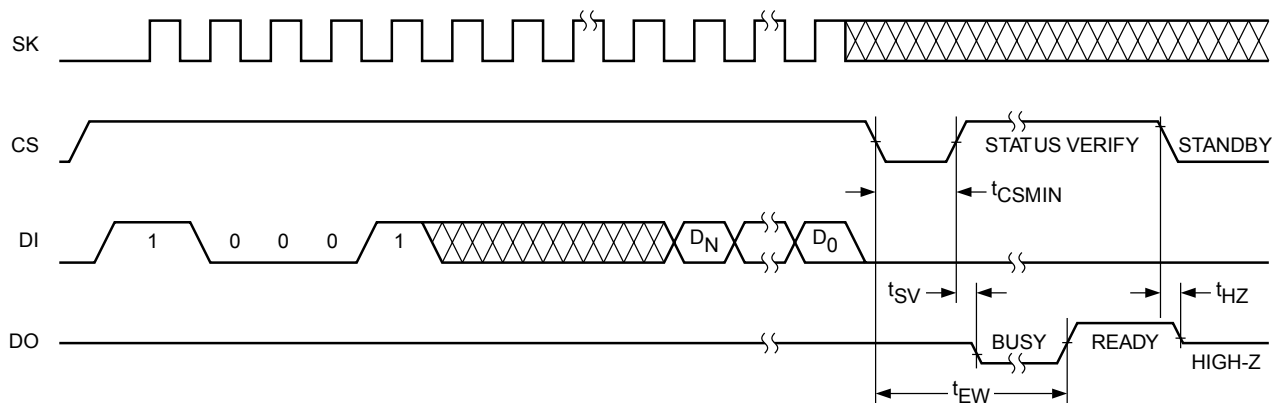 SK
CS
STATUS VERIFY
STANDBY
tCSMIN
DI
1 0 0 0 1
DN
D0
tSV
tHZ
DO
BUSY
READY
HIGH-Z
tEW